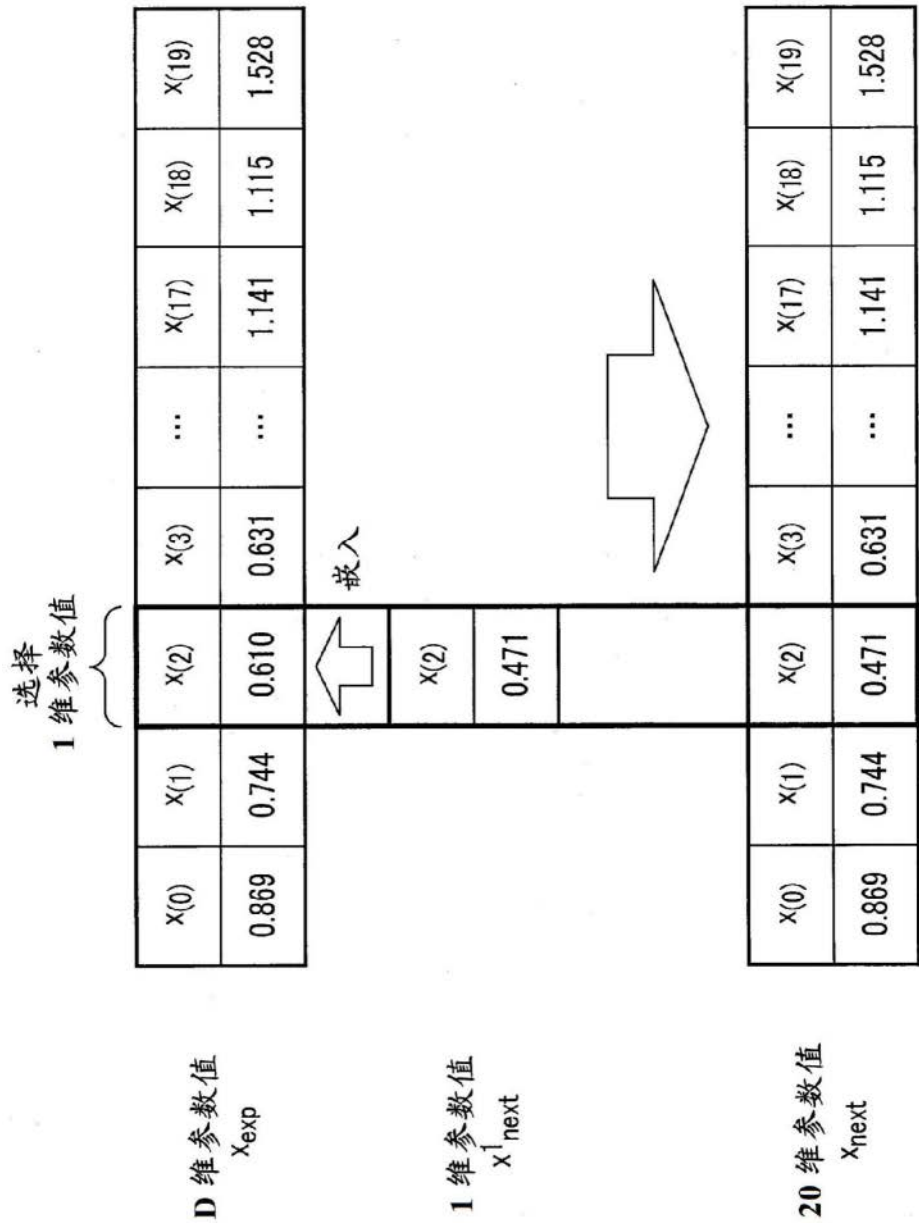 选择
1 维参数值
D 维参数值
xexp
x(0) x(1) x(2) x(3) ... x(17) x(18) x(19)
0.869 0.744 0.610 0.631 ... 1.141 1.115 1.528
嵌入
1 维参数值
x1next
x(2)
0.471
20 维参数值
xnext
x(0) x(1) x(2) x(3) ... x(17) x(18) x(19)
0.869 0.744 0.471 0.631 ... 1.141 1.115 1.528